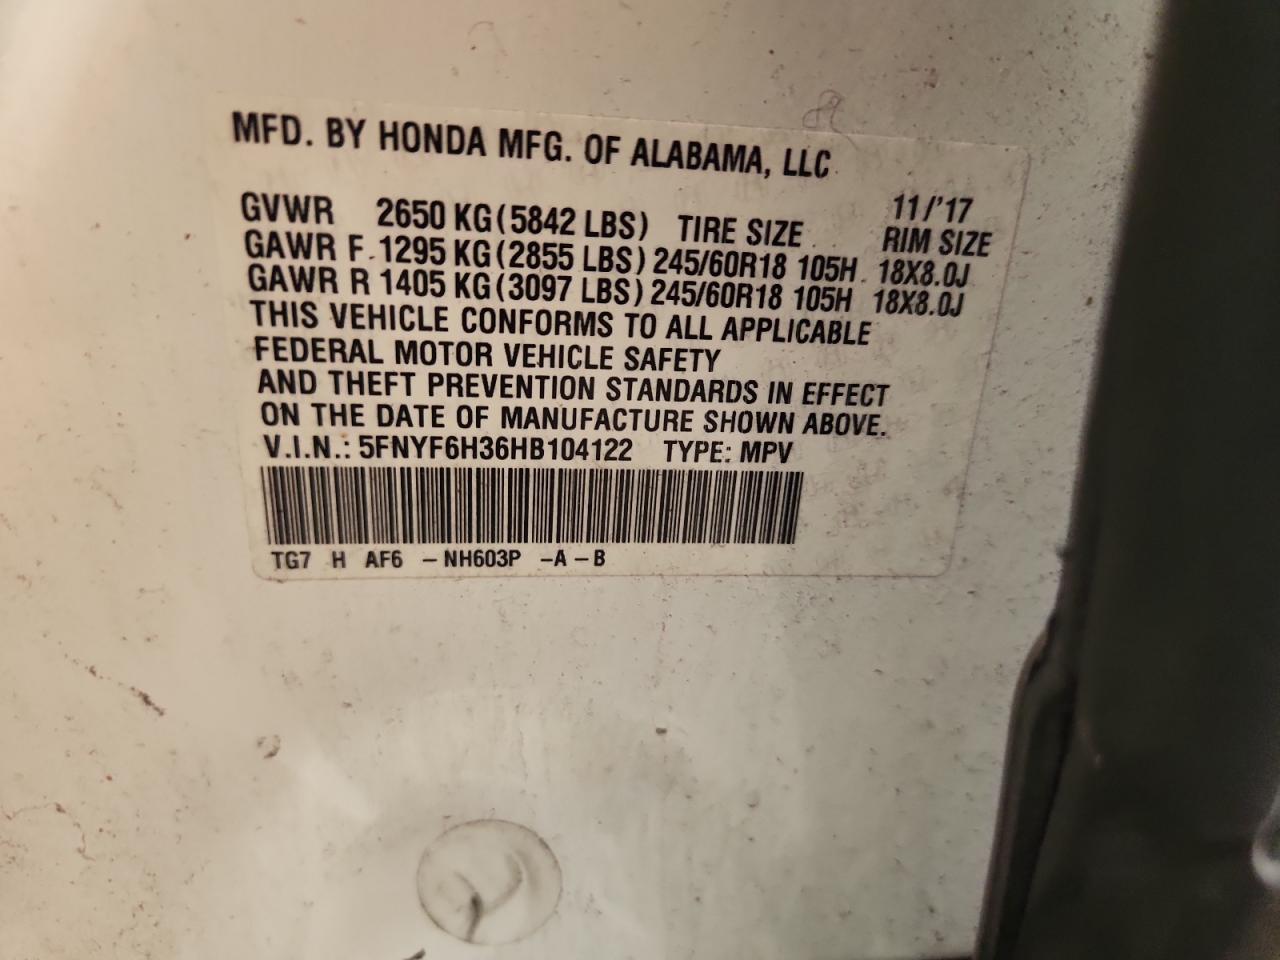 MFD. BY HONDA MFG. OF ALABAMA, LLC
11/'17
GVWR 2650 KG(5842 LBS) TIRE SIZE RIM SIZE
GAWR F 1295 KG(2855 LBS) 245/60R18 105H 18X8.0J
GAWR R 1405 KG(3097 LBS) 245/60R18 105H 18X8.0J
THIS VEHICLE CONFORMS TO ALL APPLICABLE
FEDERAL MOTOR VEHICLE SAFETY
AND THEFT PREVENTION STANDARDS IN EFFECT
ON THE DATE OF MANUFACTURE SHOWN ABOVE.
V.I.N.: 5FNYF6H36HB104122 TYPE: MPV
TG7 H AF6 -NH603P -A-B